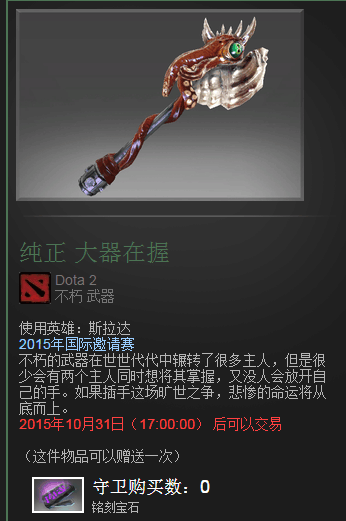 纯正 大器在握
Dota 2
不朽 武器
使用英雄：斯拉达
2015年国际邀请赛
不朽的武器在世世代代中辗转了很多主人，但是很
少会有两个主人同时想将其掌握，又没人会放开自
己的手。如果插手这场旷世之争，悲惨的命运将从
底而上。
2015年10月31日（17:00:00） 后可以交易
（这件物品可以赠送一次）
守卫购买数：0
铭刻宝石